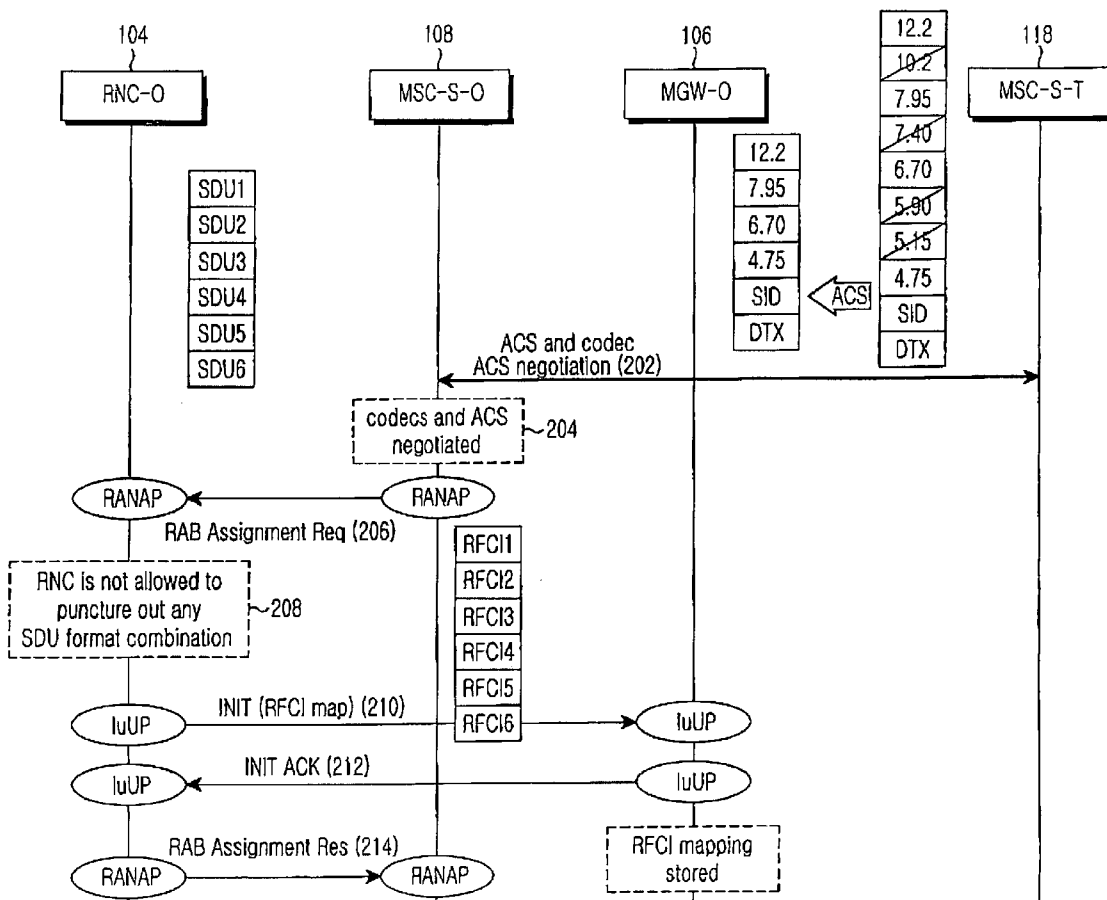 104
108
106
118
RNC-O
MSC-S-O
MGW-O
MSC-S-T
12.2
10.2
7.95
7.40
6.70
5.90
5.15
4.75
SID
DTX
12.2
7.95
6.70
4.75
SID
DTX
ACS
SDU1
SDU2
SDU3
SDU4
SDU5
SDU6
ACS and codec
ACS negotiation (202)
codecs and ACS
negotiated
204
RANAP
RANAP
RAB Assignment Req (206)
RNC is not allowed to
puncture out any
SDU format combination
208
RFCI1
RFCI2
RFCI3
RFCI4
RFCI5
RFCI6
IuUP
INIT (RFCI map) (210)
IuUP
IuUP
INIT ACK (212)
IuUP
RFCI mapping
stored
RANAP
RAB Assignment Res (214)
RANAP